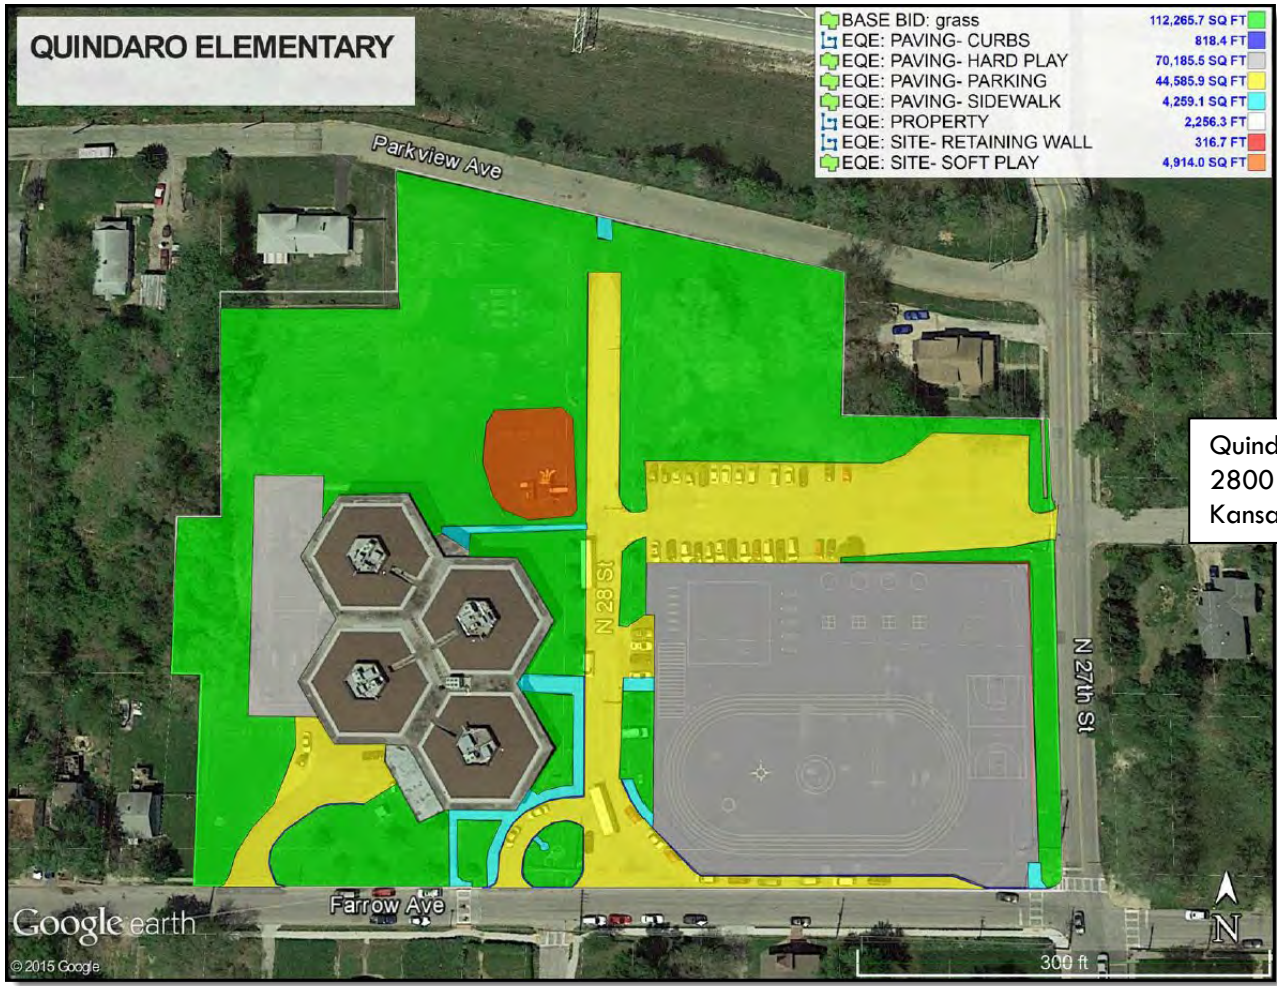 QUINDARO ELEMENTARY
BASE BID: grass 112,265.7 SQ FT
EQE: PAVING- CURBS 818.4 FT
EQE: PAVING- HARD PLAY 70,185.5 SQ FT
EQE: PAVING- PARKING 44,585.9 SQ FT
EQE: PAVING- SIDEWALK 4,259.1 SQ FT
EQE: PROPERTY 2,256.3 FT
EQE: SITE- RETAINING WALL 316.7 FT
EQE: SITE- SOFT PLAY 4,914.0 SQ FT
Parkview Ave
Quind
2800
Kansa
N 28 St
N 27th St
Farrow Ave
Google earth
© 2015 Google
300 ft
N